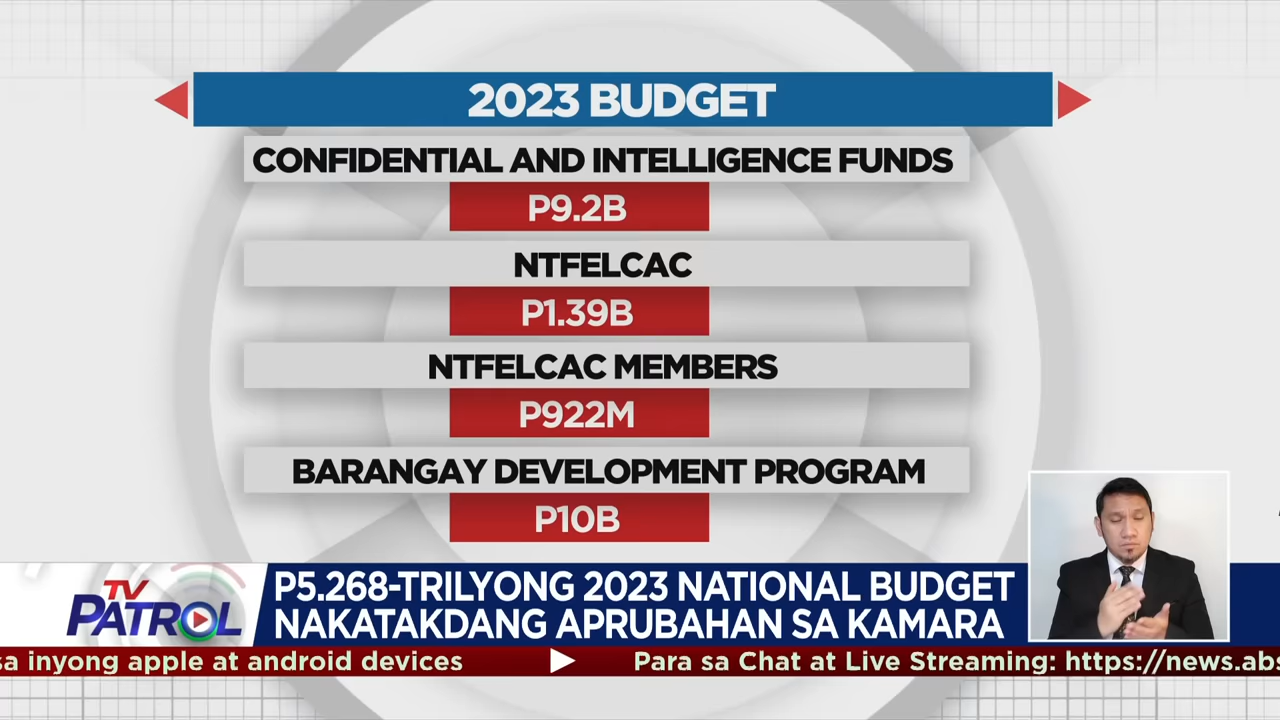 2023 BUDGET
CONFIDENTIAL AND INTELLIGENCE FUNDS
P9.2B
NTFELCAC
P1.39B
NTFELCAC MEMBERS
P922M
BARANGAY DEVELOPMENT PROGRAM
P10B
TV
PATROL
P5.268-TRILYONG 2023 NATIONAL BUDGET
NAKATAKDANG APRUBAHAN SA KAMARA
sa inyong apple at android devices
Para sa Chat at Live Streaming: https://news.abs